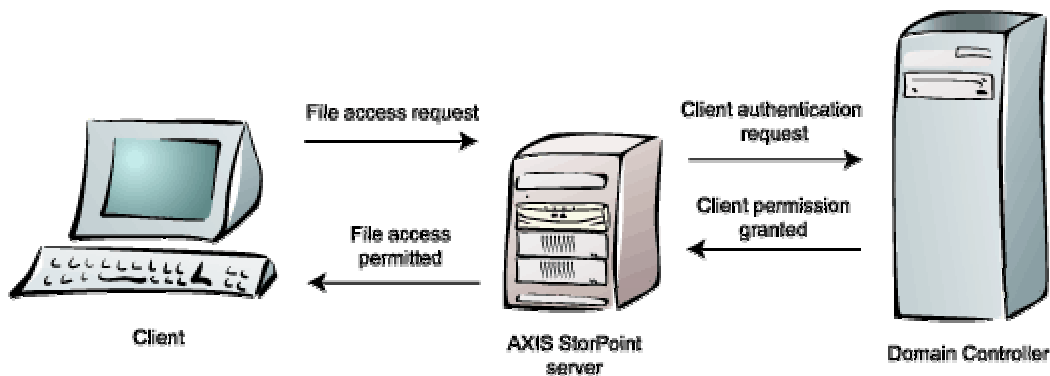 File access request
Client authentication
request
Client permission
granted
File access
permitted
Client
AXIS StorPoint
server
Domain Controller